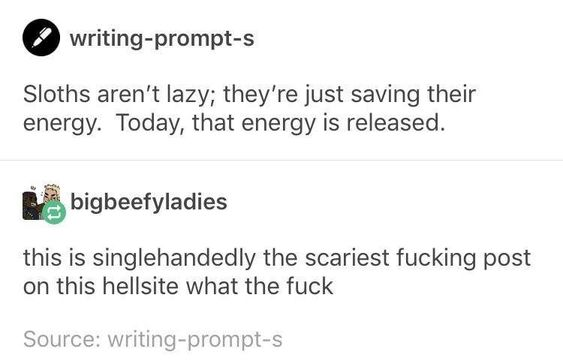 writing-prompt-s
Sloths aren’t lazy; they’re just saving their
energy.  Today, that energy is released.
bigbeefyladies
this is singlehandedly the scariest fucking post
on this hellsite what the fuck
Source: writing-prompt-s